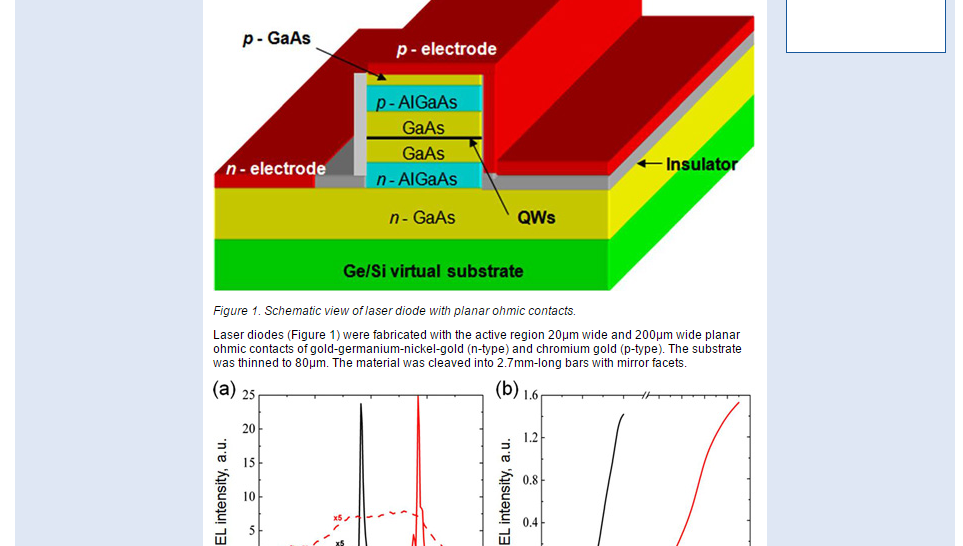 p - GaAs
p - electrode
p - AlGaAs
GaAs
GaAs
n - electrode
Insulator
n - AlGaAs
n - GaAs
QWs
Ge/Si virtual substrate
Figure 1. Schematic view of laser diode with planar ohmic contacts.
Laser diodes (Figure 1) were fabricated with the active region 20µm wide and 200µm wide planar
ohmic contacts of gold-germanium-nickel-gold (n-type) and chromium gold (p-type). The substrate
was thinned to 80µm. The material was cleaved into 2.7mm-long bars with mirror facets.
(a)
25
20
15
10
5
EL intensity, a.u.
x5
x5
(b)
1.6
1.2
0.8
0.4
EL intensity, a.u.